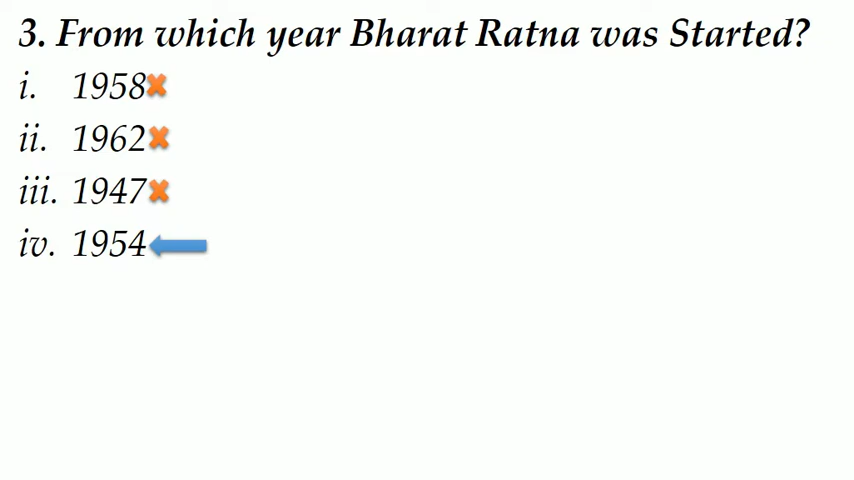 3. From which year Bharat Ratna was Started?
i. 1958
ii. 1962
iii. 1947
iv. 1954